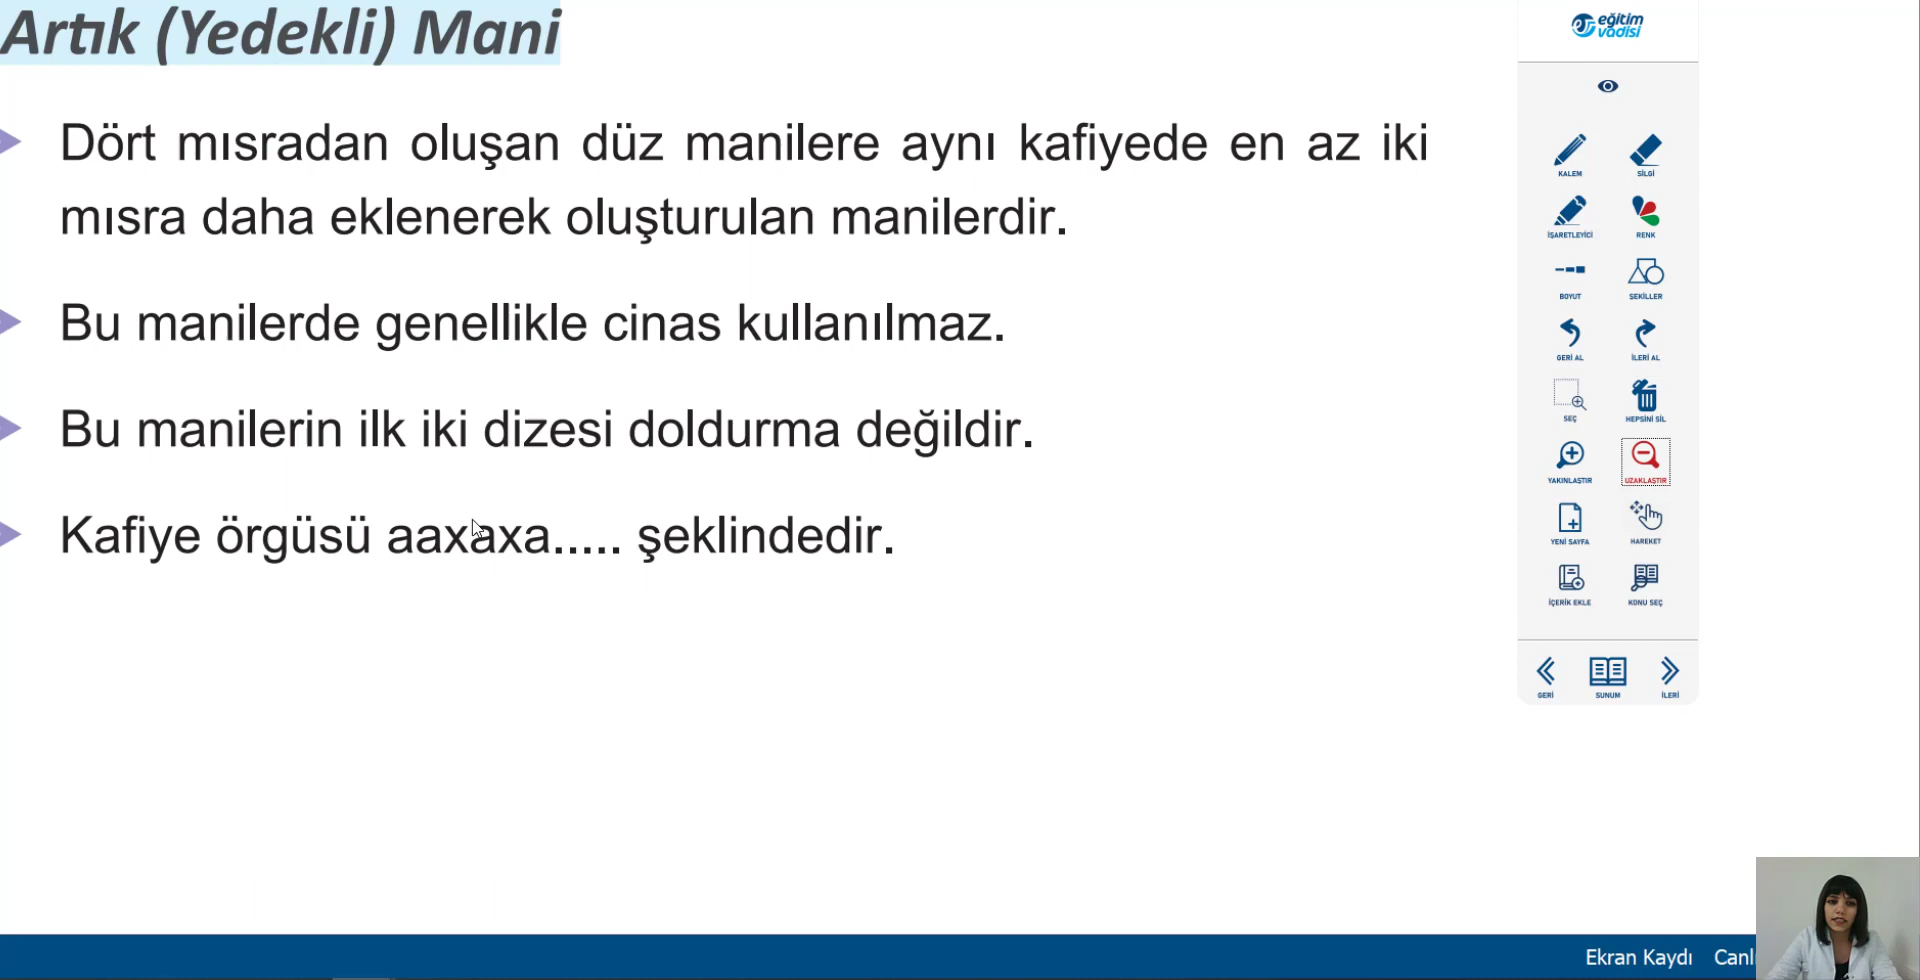 Artık (Yedekli) Mani
Dört mısradan oluşan düz manilere aynı kafiyede en az iki
mısra daha eklenerek oluşturulan manilerdir.
Bu manilerde genellikle cinas kullanılmaz.
Bu manilerin ilk iki dizesi doldurma değildir.
Kafiye örgüsü aaxaxa..... şeklindedir.
eğitim
vadisi
KALEM SİLGİ
İŞARETLEYİCİ RENK
BOYUT ŞEKİLLER
GERİ AL İLERİ AL
SEÇ HEPSİNİ SİL
YAKINLAŞTIR UZAKLAŞTIR
YENİ SAYFA HAREKET
İÇERİK EKLE KONU SEÇ
GERİ SUNUM İLERİ
Ekran Kaydı